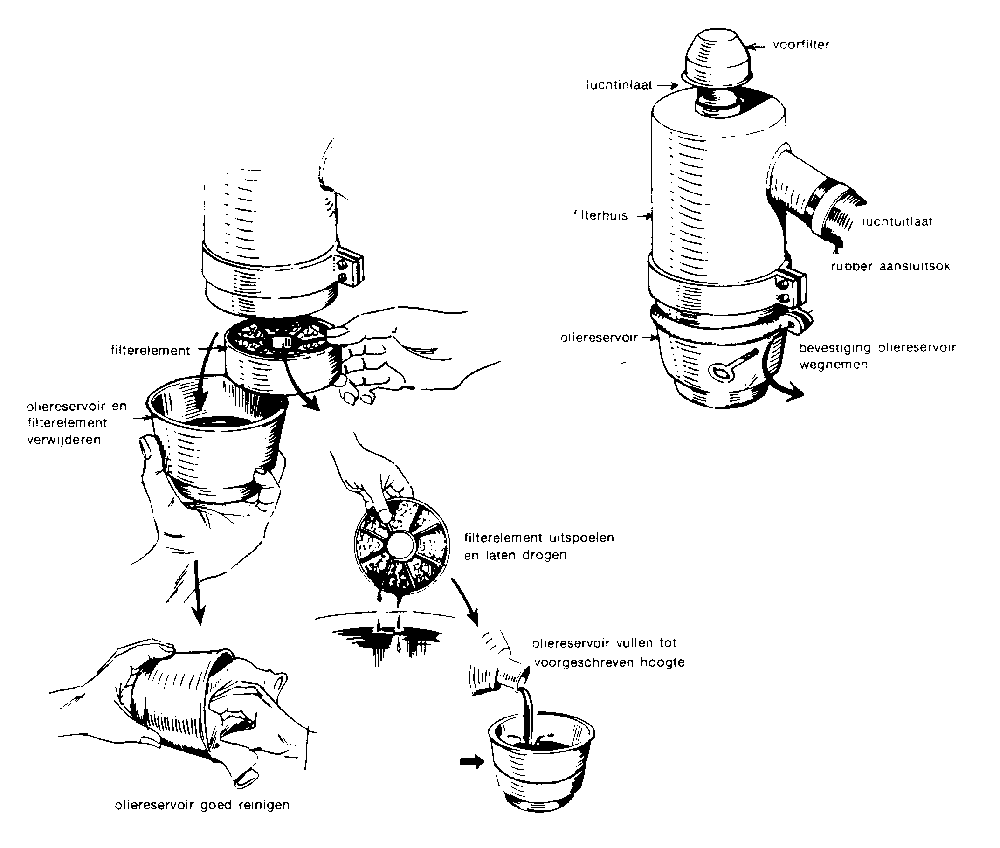 voorfilter
luchtinlaat
filterhuis
luchtuitlaat
rubber aansluitsok
oliereservoir
bevestiging oliereservoir
wegnemen
filterelement
oliereservoir en
filterelement
verwijderen
filterelement uitspoelen
en laten drogen
oliereservoir vullen tot
voorgeschreven hoogte
oliereservoir goed reinigen